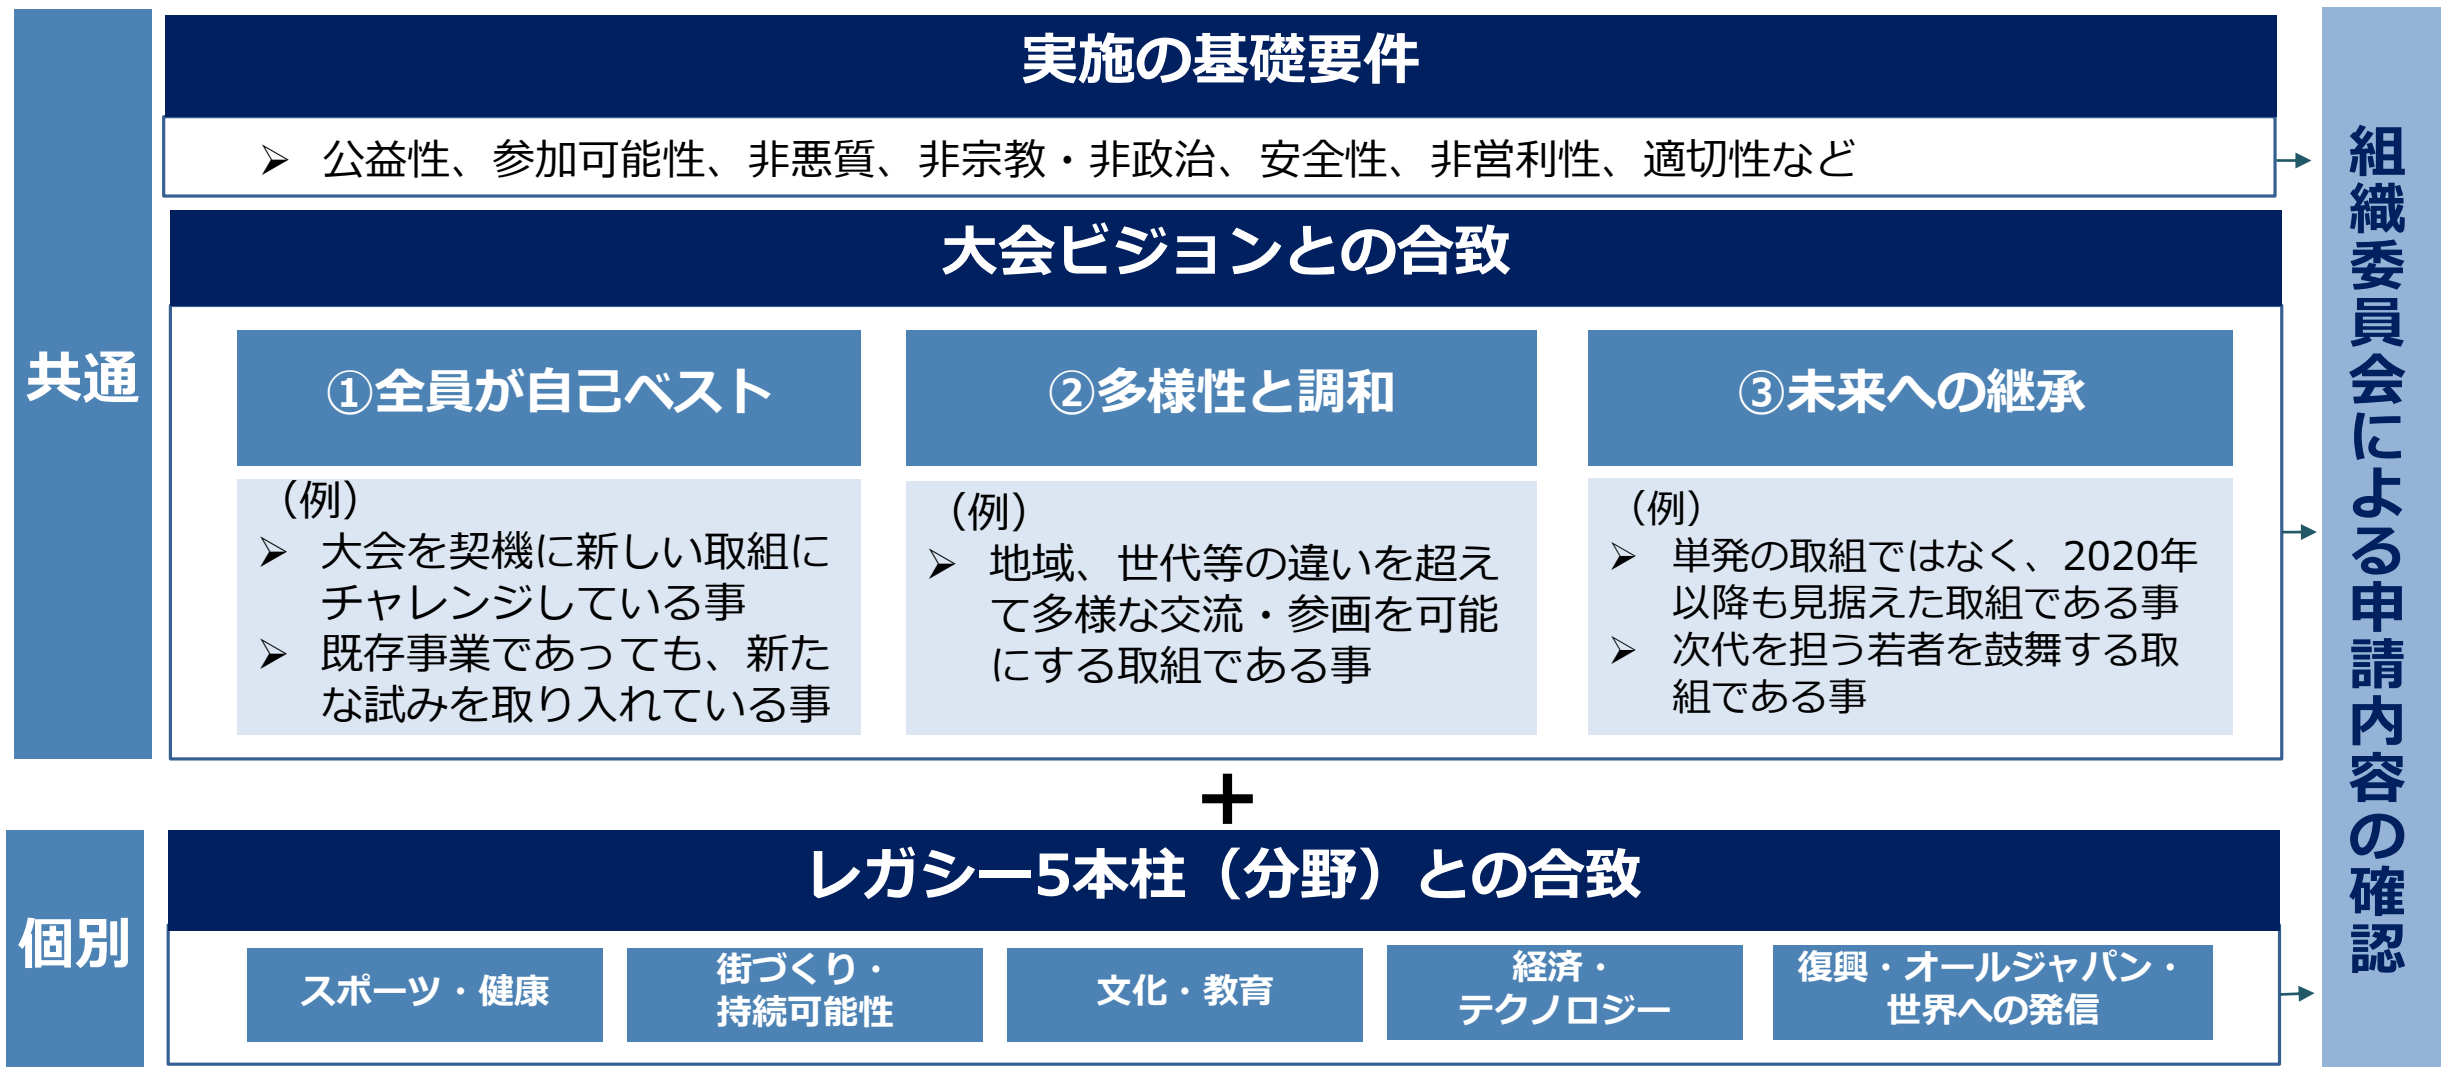 共通
実施の基礎要件
➢ 公益性、参加可能性、非悪質、非宗教・非政治、安全性、非営利性、適切性など
大会ビジョンとの合致
①全員が自己ベスト
（例）
➢ 大会を契機に新しい取組に
チャレンジしている事
➢ 既存事業であっても、新た
な試みを取り入れている事
②多様性と調和
（例）
➢ 地域、世代等の違いを超え
て多様な交流・参画を可能
にする取組である事
③未来への継承
（例）
➢ 単発の取組ではなく、2020年
以降も見据えた取組である事
➢ 次代を担う若者を鼓舞する取
組である事
＋
個別
レガシー5本柱（分野）との合致
スポーツ・健康
街づくり・
持続可能性
文化・教育
経済・
テクノロジー
復興・オールジャパン・
世界への発信
組織委員会による申請内容の確認